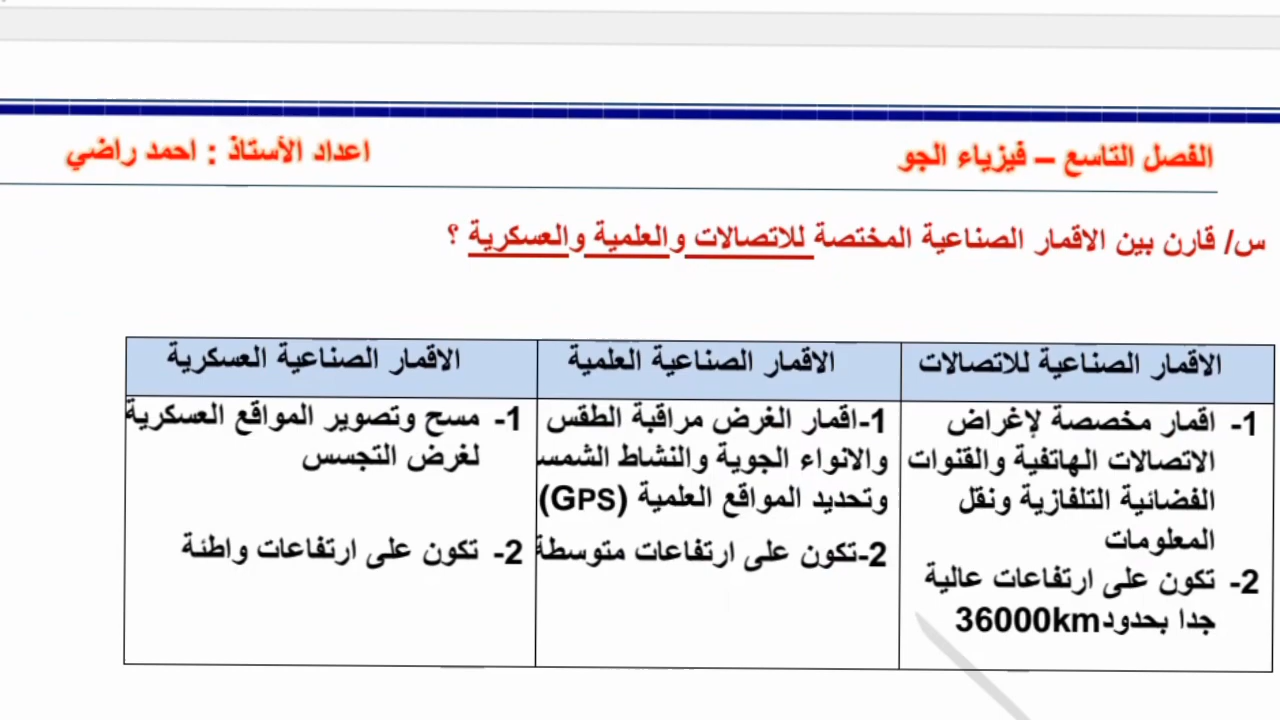 الفصل التاسع – فيزياء الجو
اعداد الأستاذ : احمد راضي
س/ قارن بين الاقمار الصناعية المختصة للاتصالات والعلمية والعسكرية ؟
الاقمار الصناعية للاتصالات
1- اقمار مخصصة لإغراض
الاتصالات الهاتفية والقنوات
الفضائية التلفازية ونقل
المعلومات
2- تكون على ارتفاعات عالية
جدا بحدود36000km
الاقمار الصناعية العلمية
1-اقمار الغرض مراقبة الطقس
والانواء الجوية والنشاط الشمس
وتحديد المواقع العلمية (GPS)
2-تكون على ارتفاعات متوسطة
الاقمار الصناعية العسكرية
1- مسح وتصوير المواقع العسكرية
لغرض التجسس
2- تكون على ارتفاعات واطئة